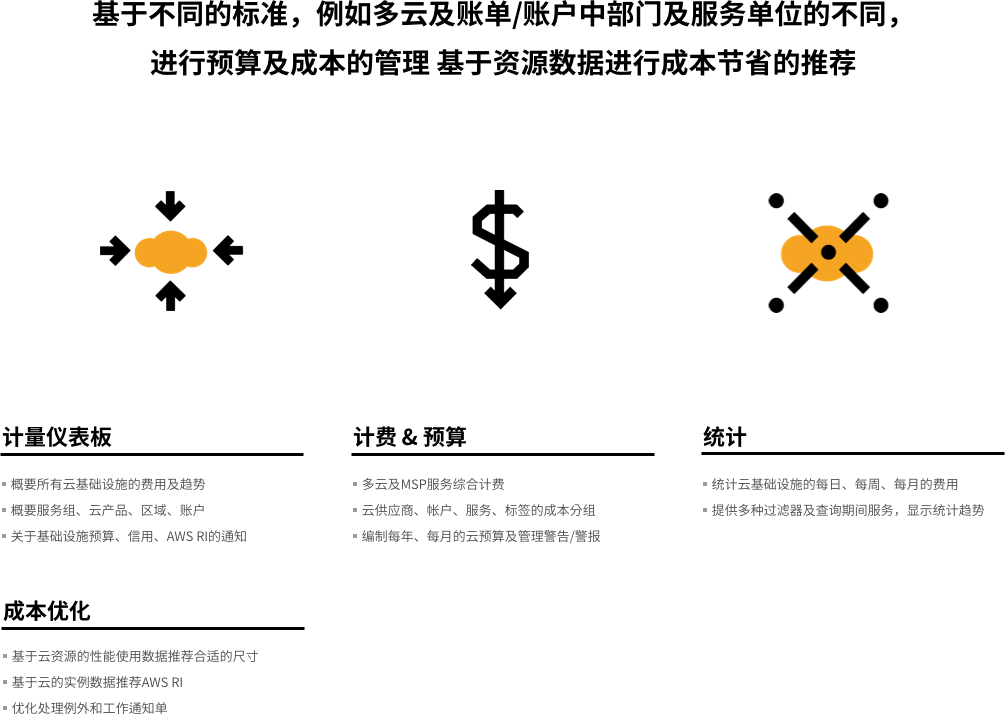 基于不同的标准，例如多云及账单/账户中部门及服务单位的不同，
进行预算及成本的管理 基于资源数据进行成本节省的推荐
计量仪表板
概要所有云基础设施的费用及趋势
概要服务组、云产品、区域、账户
关于基础设施预算、信用、AWS RI的通知
计费 & 预算
多云及MSP服务综合计费
云供应商、帐户、服务、标签的成本分组
编制每年、每月的云预算及管理警告/警报
统计
统计云基础设施的每日、每周、每月的费用
提供多种过滤器及查询期间服务，显示统计趋势
成本优化
基于云资源的性能使用数据推荐合适的尺寸
基于云的实例数据推荐AWS RI
优化处理例外和工作通知单